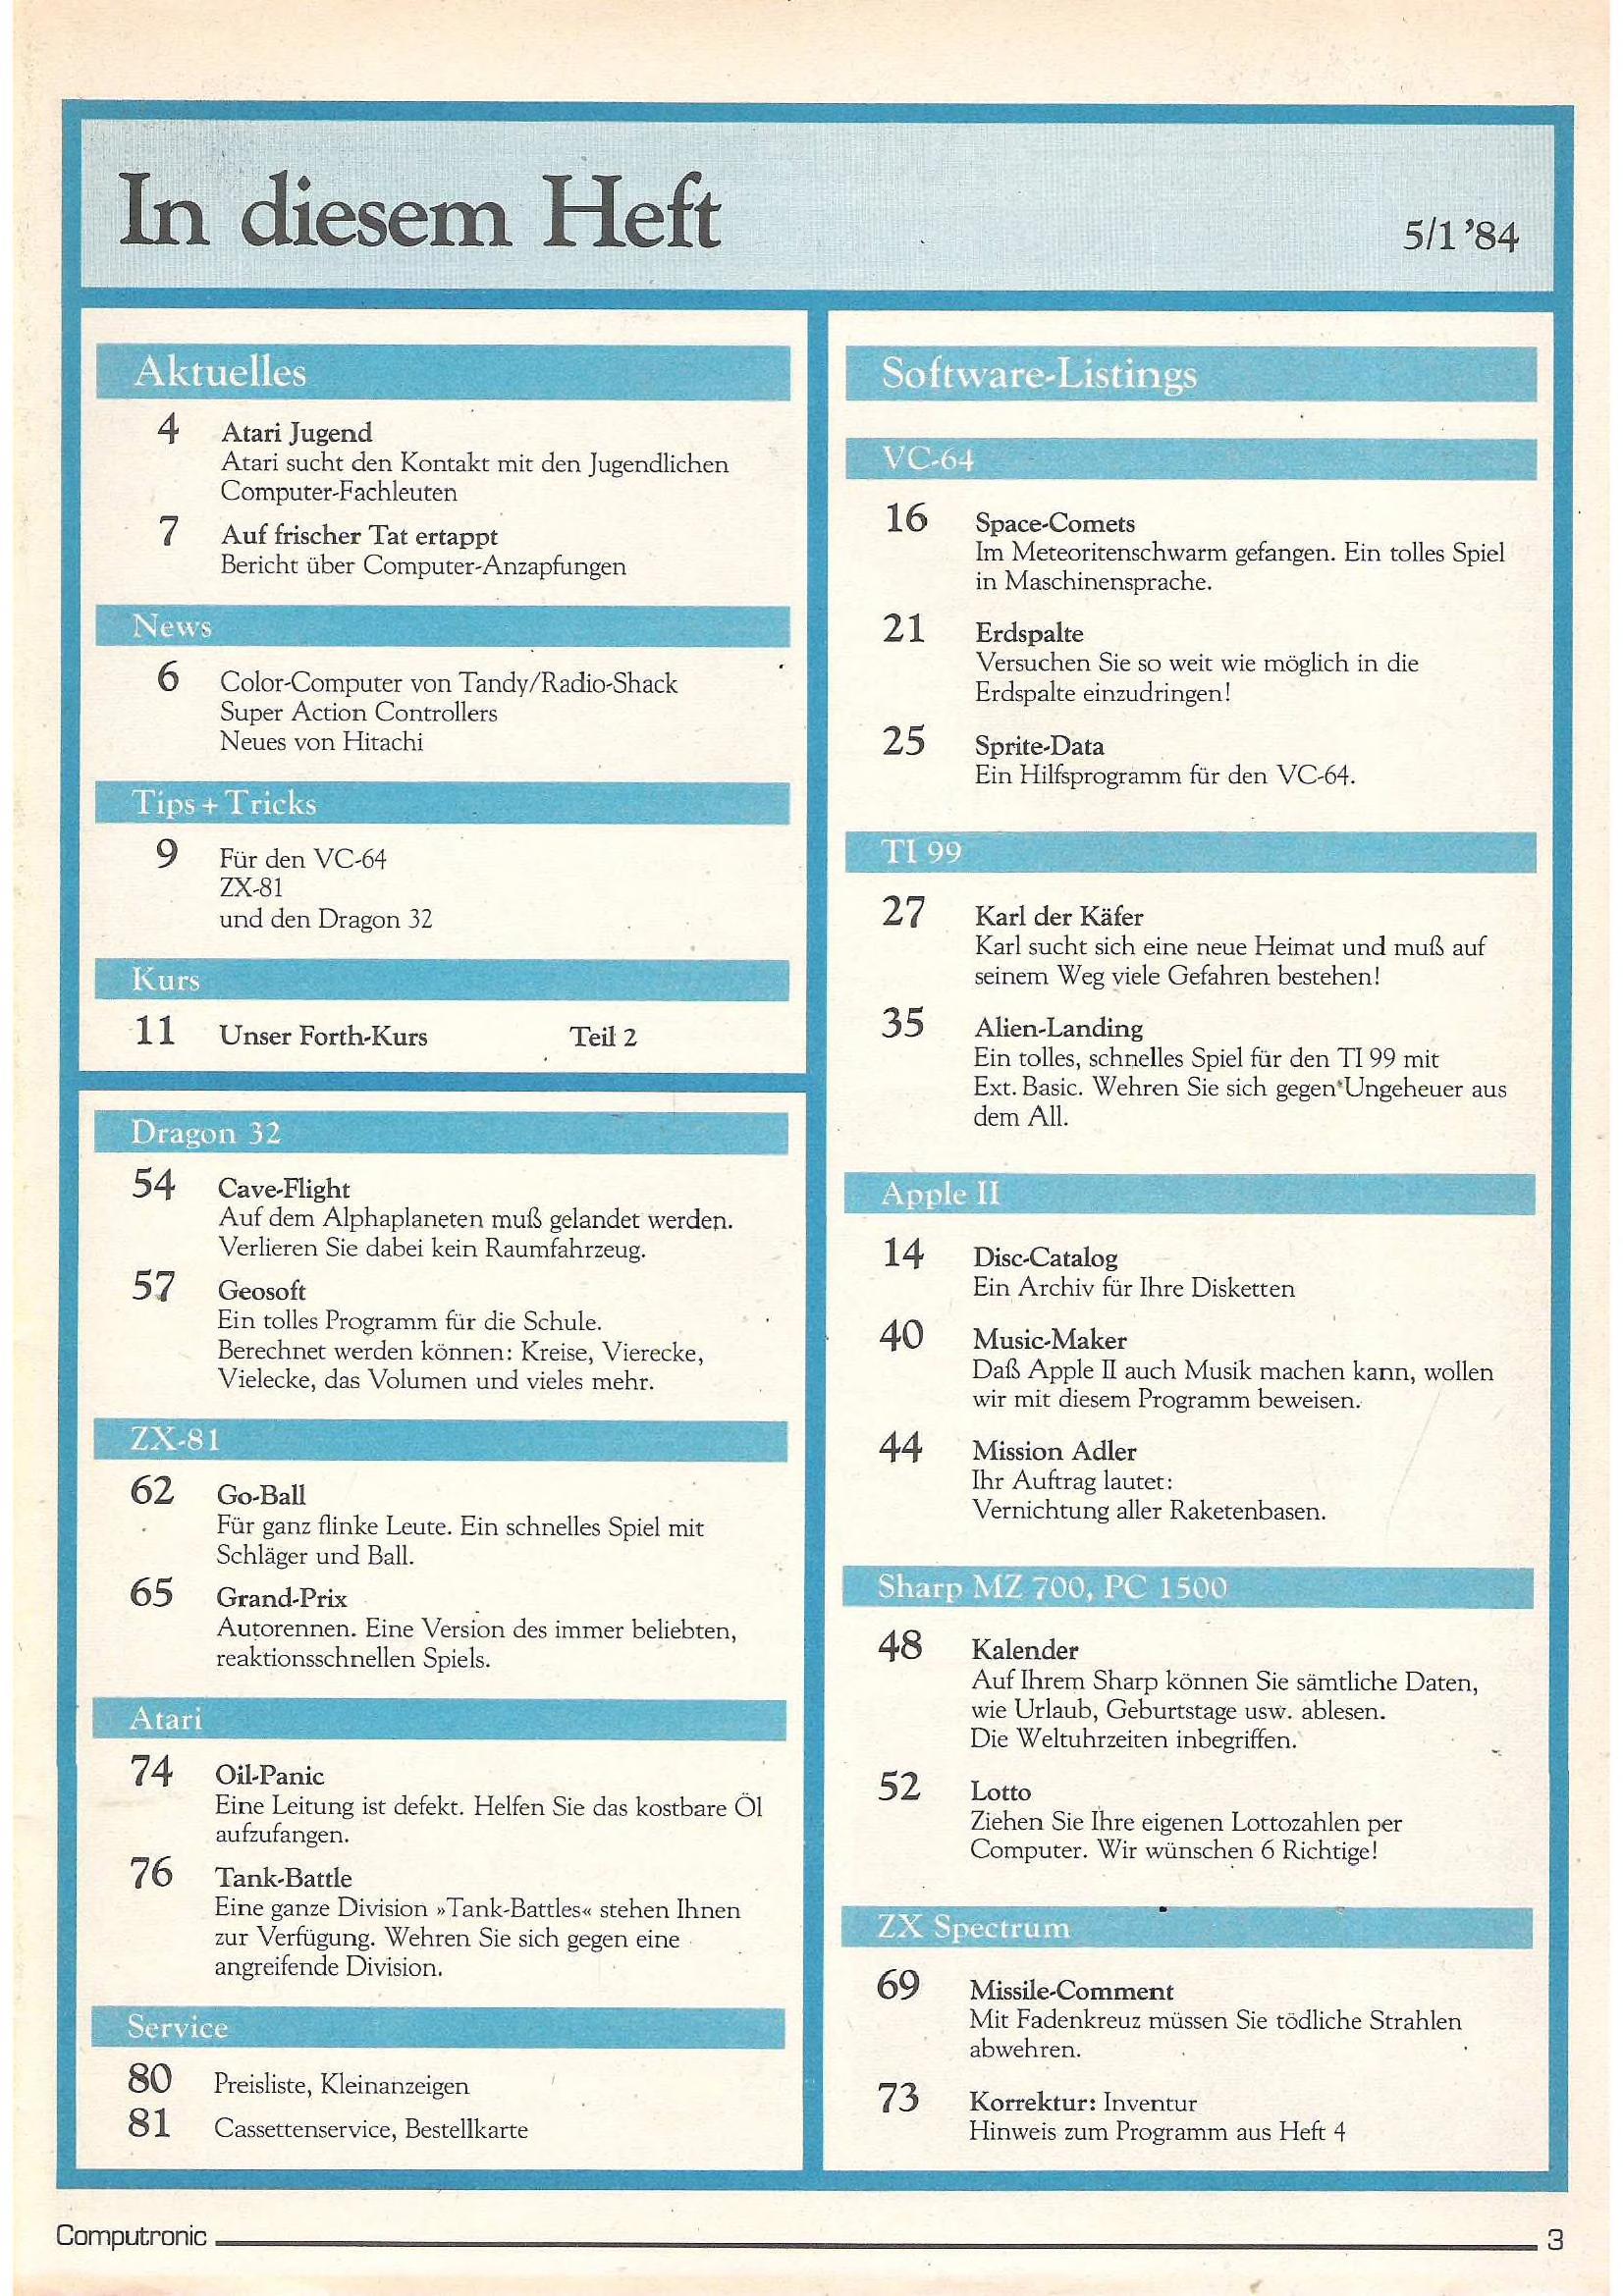 In diesem Heft
5/1 ’84
Aktuelles
4 Atari Jugend
Atari sucht den Kontakt mit den Jugendlichen
Computer-Fachleuten
7 Auf frischer Tat ertappt
Bericht über Computer-Anzapfungen
News
6 Color-Computer von Tandy/Radio-Shack
Super Action Controllers
Neues von Hitachi
Tips + Tricks
9 Für den VC-64
ZX-81
und den Dragon 32
Kurs
11 Unser Forth-Kurs Teil 2
Dragon 32
54 Cave-Flight
Auf dem Alphaplaneten muß gelandet werden.
Verlieren Sie dabei kein Raumfahrzeug.
57 Geosoft
Ein tolles Programm für die Schule.
Berechnet werden können: Kreise, Vierecke,
Vielecke, das Volumen und vieles mehr.
ZX-81
62 Go-Ball
Für ganz flinke Leute. Ein schnelles Spiel mit
Schläger und Ball.
65 Grand-Prix
Autorennen. Eine Version des immer beliebten,
reaktionsschnellen Spiels.
Atari
74 Oil-Panic
Eine Leitung ist defekt. Helfen Sie das kostbare Öl
aufzufangen.
76 Tank-Battle
Eine ganze Division »Tank-Battles« stehen Ihnen
zur Verfügung. Wehren Sie sich gegen eine
angreifende Division.
Service
80 Preisliste, Kleinanzeigen
81 Cassettenservice, Bestellkarte
Software-Listings
VC-64
16 Space-Comets
Im Meteoritenschwarm gefangen. Ein tolles Spiel
in Maschinensprache.
21 Erdspalte
Versuchen Sie so weit wie möglich in die
Erdspalte einzudringen!
25 Sprite-Data
Ein Hilfsprogramm für den VC-64.
TI 99
27 Karl der Käfer
Karl sucht sich eine neue Heimat und muß auf
seinem Weg viele Gefahren bestehen!
35 Alien-Landing
Ein tolles, schnelles Spiel für den TI 99 mit
Ext. Basic. Wehren Sie sich gegen Ungeheuer aus
dem All.
Apple II
14 Disc-Catalog
Ein Archiv für Ihre Disketten
40 Music-Maker
Daß Apple II auch Musik machen kann, wollen
wir mit diesem Programm beweisen.
44 Mission Adler
Ihr Auftrag lautet:
Vernichtung aller Raketenbasen.
Sharp MZ 700, PC 1500
48 Kalender
Auf Ihrem Sharp können Sie sämtliche Daten,
wie Urlaub, Geburtstage usw. ablesen.
Die Weltuhrzeiten inbegriffen.
52 Lotto
Ziehen Sie Ihre eigenen Lottozahlen per
Computer. Wir wünschen 6 Richtige!
ZX Spectrum
69 Missile-Comment
Mit Fadenkreuz müssen Sie tödliche Strahlen
abwehren.
73 Korrektur: Inventur
Hinweis zum Programm aus Heft 4
Computronic 3